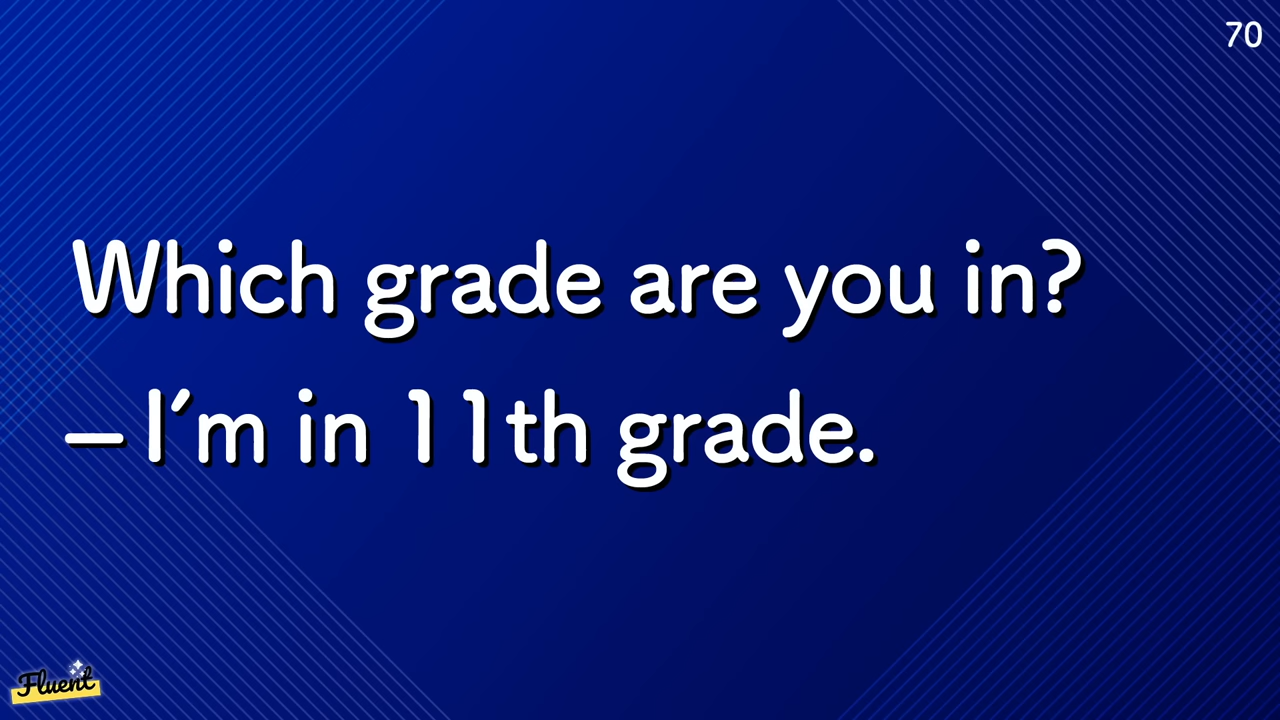 70
Which grade are you in?
– I´m in 11th grade.
Fluent